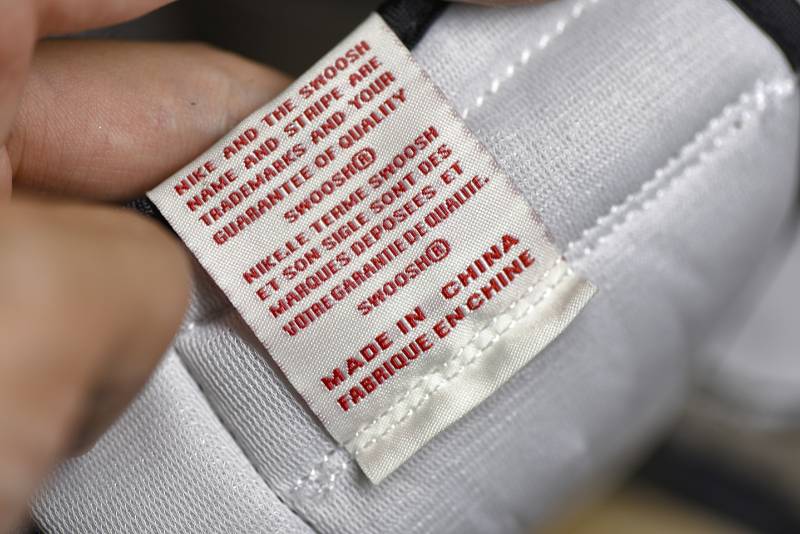 NIKE AND THE SWOOSH
NAME AND STRIPE ARE
TRADEMARKS AND YOUR
GUARANTEE OF QUALITY
SWOOSH®
NIKE.LE TERME SWOOSH
ET SON SIGLE SONT DES
MARQUES DEPOSEES ET
VOTRE GARANTIE DE QUALITE.
SWOOSH®
MADE IN CHINA
FABRIQUE EN CHINE